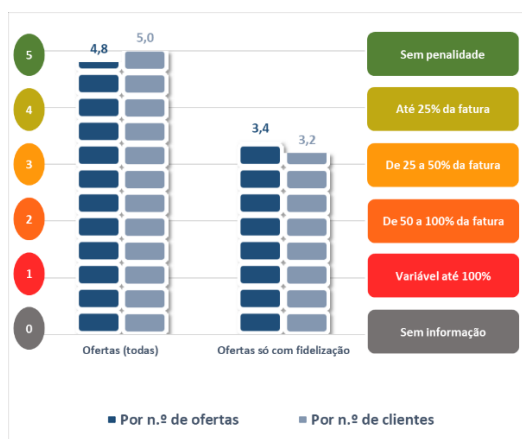 5,0
4,8
5
Sem penalidade
4
Até 25% da fatura
3,4
3,2
3
De 25 a 50% da fatura
2
De 50 a 100% da fatura
1
Variável até 100%
0
Sem informação
Ofertas (todas)
Ofertas só com fidelização
Por n.º de ofertas
Por n.º de clientes